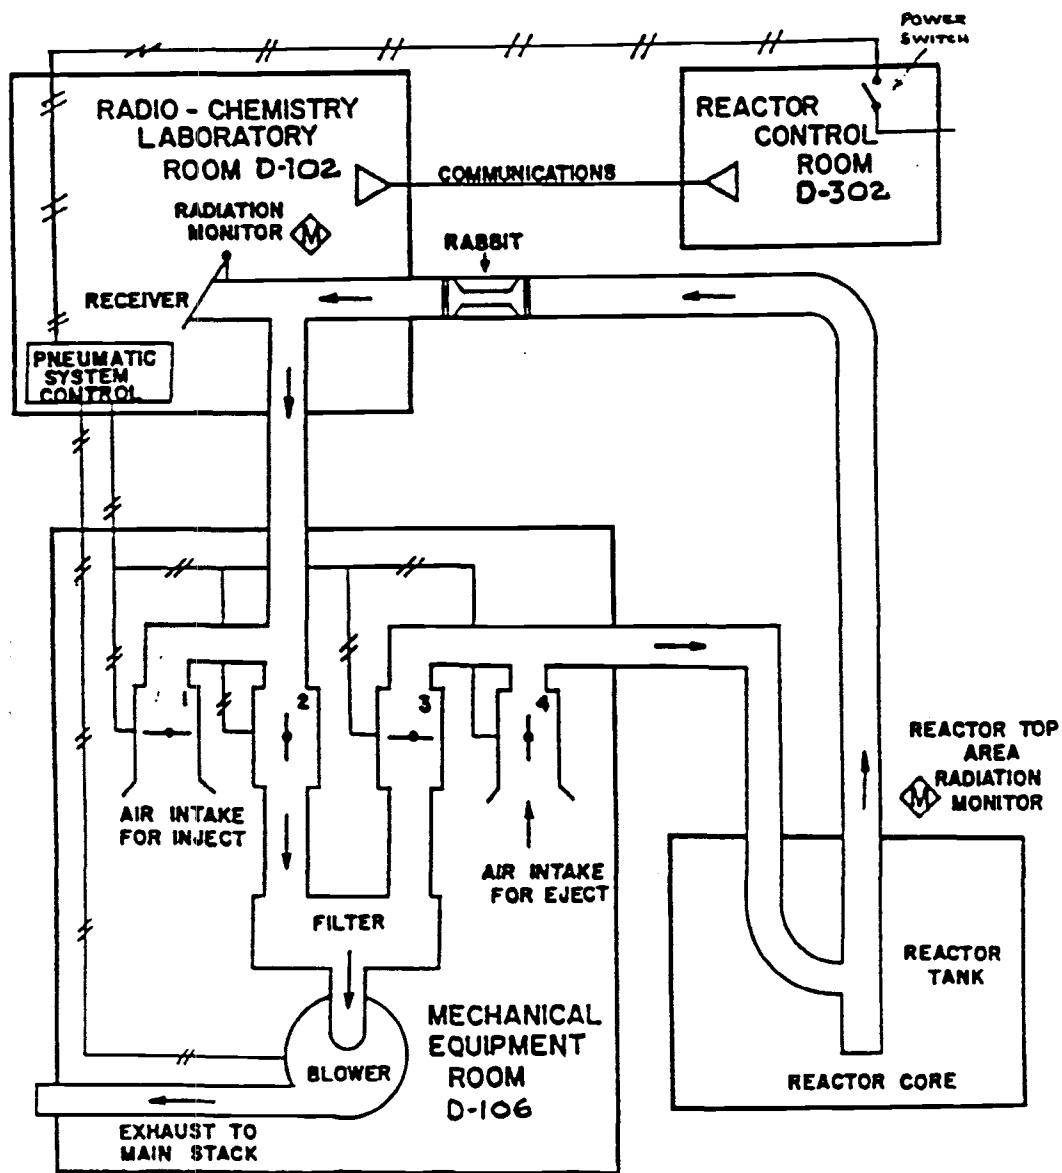 POWER
SWITCH
RADIO - CHEMISTRY
LABORATORY
ROOM D-102
REACTOR
CONTROL
ROOM
D-302
COMMUNICATIONS
RADIATION
MONITOR
M
RABBIT
RECEIVER
PNEUMATIC
SYSTEM
CONTROL
1
2
3
4
AIR INTAKE
FOR INJECT
AIR INTAKE
FOR EJECT
REACTOR TOP
AREA
RADIATION
MONITOR
M
FILTER
REACTOR
TANK
MECHANICAL
EQUIPMENT
ROOM
D-106
BLOWER
REACTOR CORE
EXHAUST TO
MAIN STACK